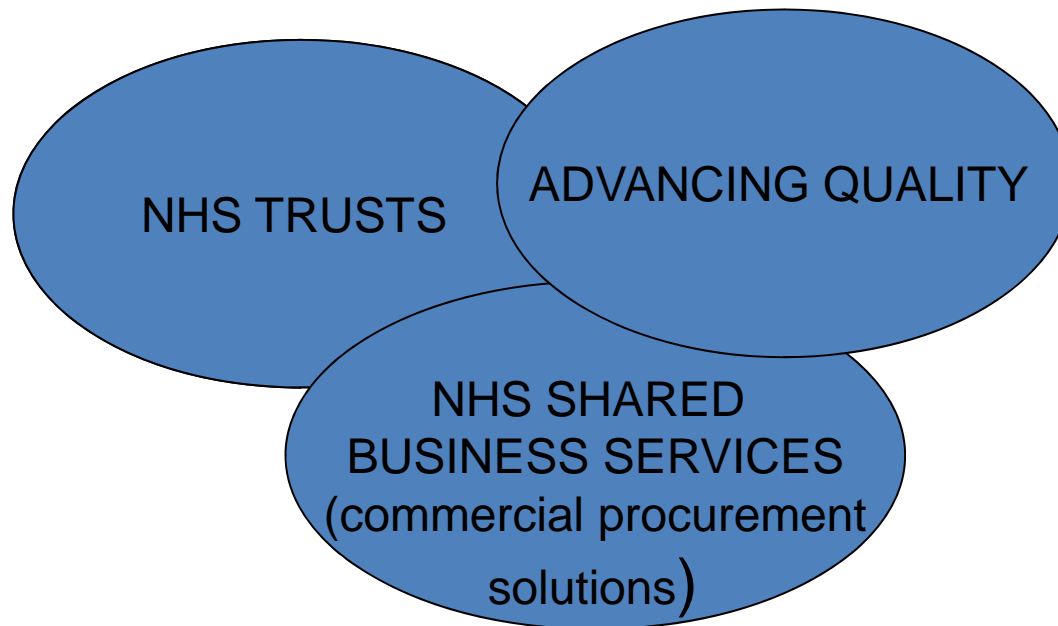 NHS TRUSTS
ADVANCING QUALITY
NHS SHARED
BUSINESS SERVICES
(commercial procurement
solutions)